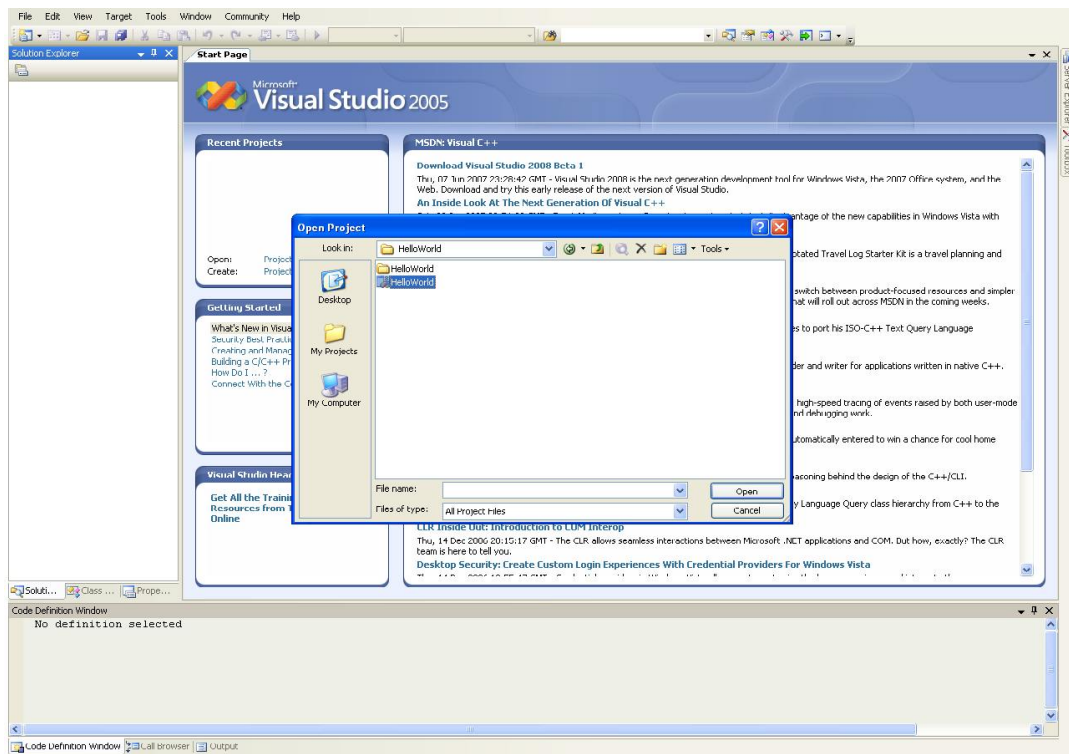 File Edit View Target Tools Window Community Help
Solution Explorer
Start Page
Microsoft
Visual Studio 2005
Recent Projects
Open: Project
Create: Project
Getting Started
What's New in Visua
Security Best Practi
Creating and Manag
Building a C/C++ Pr
How Do I ... ?
Connect With the C
Visual Studio Hea
Get All the Traini
Resources from T
Online
MSDN: Visual C++
Download Visual Studio 2008 Beta 1
Thu, 07 Jun 2007 23:28:42 GMT - Visual Studio 2008 is the next generation development tool for Windows Vista, the 2007 Office system, and the
Web. Download and try this early release of the next version of Visual Studio.
An Inside Look At The Next Generation Of Visual C++
antage of the new capabilities in Windows Vista with
otated Travel Log Starter Kit is a travel planning and
switch between product-focused resources and simpler
hat will roll out across MSDN in the coming weeks.
es to port his ISO-C++ Text Query Language
der and writer for applications written in native C++.
high-speed tracing of events raised by both user-mode
nd debugging work.
utomatically entered to win a chance for cool home
asoning behind the design of the C++/CLI.
y Language Query class hierarchy from C++ to the
CLR Inside Out: Introduction to COM Interop
Thu, 14 Dec 2006 20:15:17 GMT - The CLR allows seamless interactions between Microsoft .NET applications and COM. But how, exactly? The CLR
team is here to tell you.
Desktop Security: Create Custom Login Experiences With Credential Providers For Windows Vista
Open Project
Look in: HelloWorld
Tools
HelloWorld
HelloWorld
Desktop
My Projects
My Computer
File name:
Open
Files of type: All Project Files
Cancel
Server Explorer
Toolbox
Soluti... Class ... Prope...
Code Definition Window
No definition selected
Code Definition Window Call Browser Output